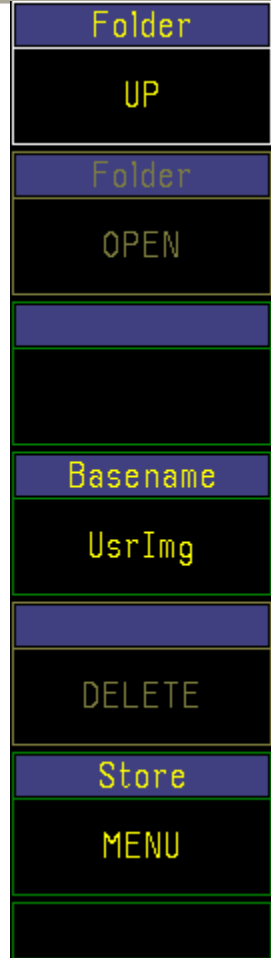 Folder
UP
Folder
OPEN
Basename
UsrImg
DELETE
Store
MENU